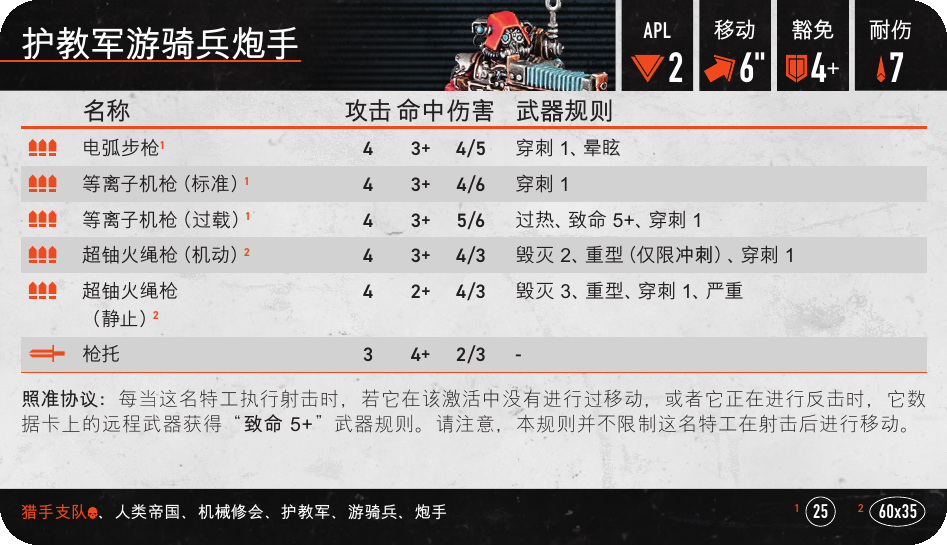 护教军游骑兵炮手
APL 移动 豁免 耐伤
2 6" 4+ 7
名称 攻击 命中 伤害 武器规则
电弧步枪1 4 3+ 4/5 穿刺 1、晕眩
等离子机枪（标准）1 4 3+ 4/6 穿刺 1
等离子机枪（过载）1 4 3+ 5/6 过热、致命 5+、穿刺 1
超铀火绳枪（机动）2 4 3+ 4/3 毁灭 2、重型（仅限冲刺）、穿刺 1
超铀火绳枪 4 2+ 4/3 毁灭 3、重型、穿刺 1、严重
（静止）2
枪托 3 4+ 2/3 -
照准协议：每当这名特工执行射击时，若它在该激活中没有进行过移动，或者它正在进行反击时，它数
据卡上的远程武器获得“致命 5+”武器规则。请注意，本规则并不限制这名特工在射击后进行移动。
猎手支队、人类帝国、机械修会、护教军、游骑兵、炮手 1 25 2 60x35